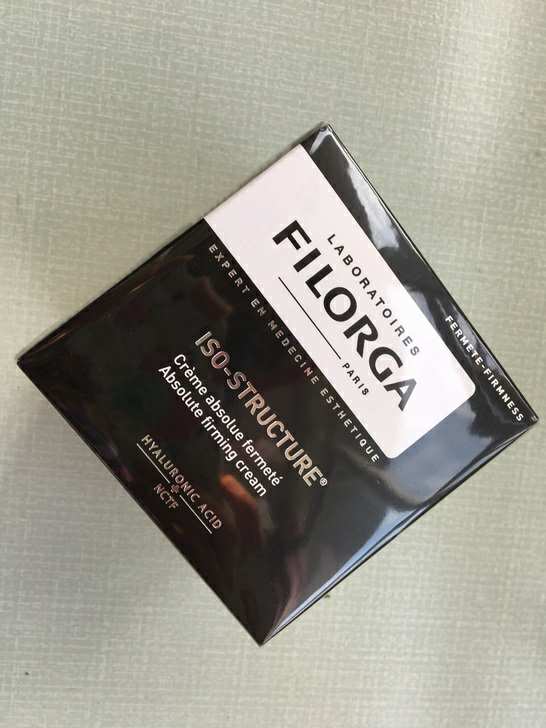 LABORATOIRES
FILORGA
PARIS
EXPERT EN MEDECINE ESTHETIQUE
ISO-STRUCTURE®
Crème absolue fermeté
Absolute firming cream
HYALURONIC ACID
+
NCTF
FERMETE-FIRMNESS